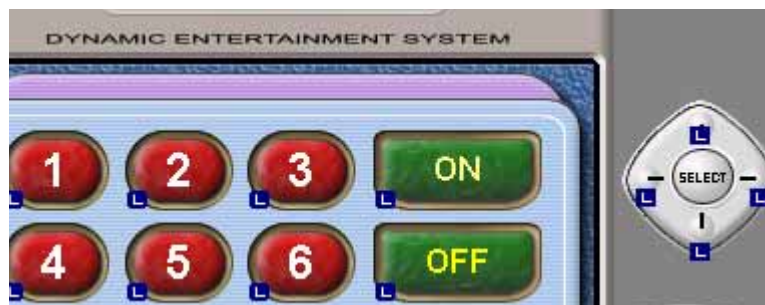 DYNAMIC ENTERTAINMENT SYSTEM
1 2 3 ON
L L L L
4 5 6 OFF
L L L L
L
SELECT
L L
L